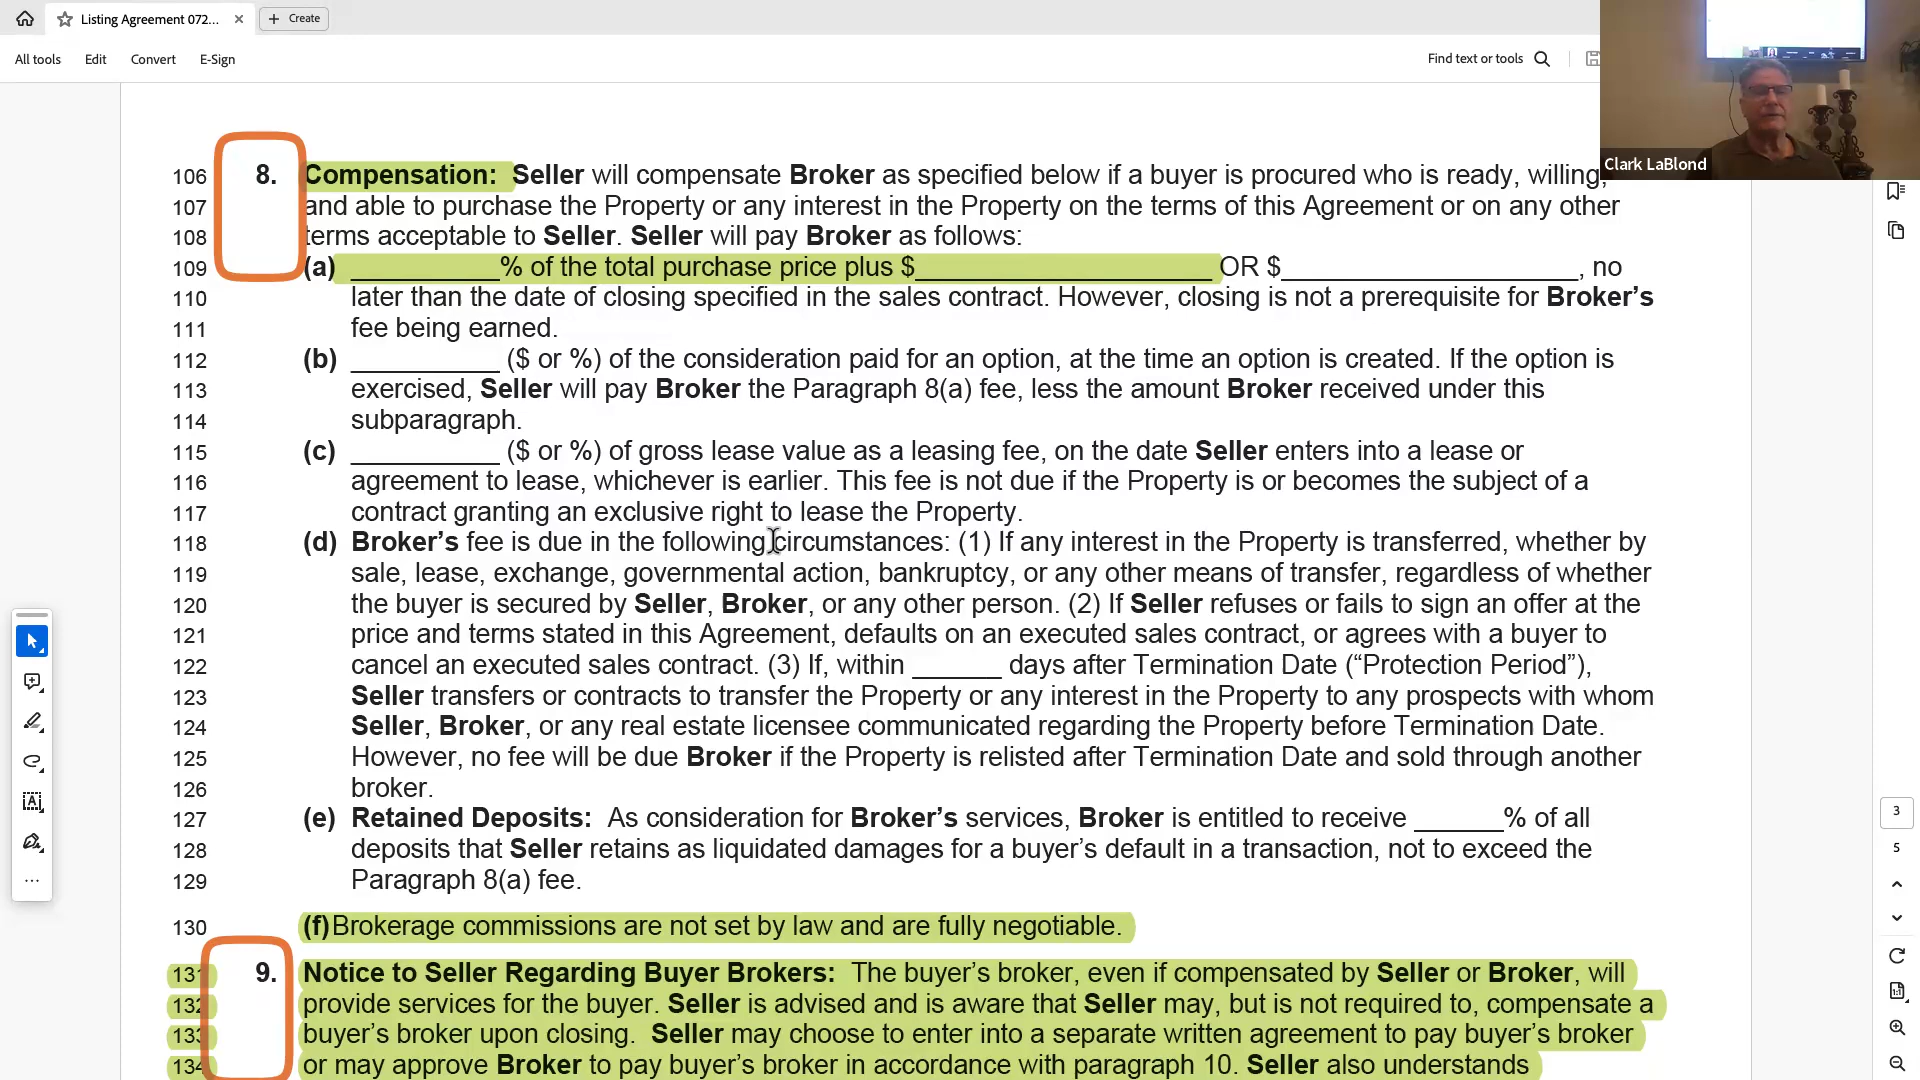 Listing Agreement 072...
Create
All tools
Edit
Convert
E-Sign
Find text or tools
Clark LaBlond
106 8. Compensation: Seller will compensate Broker as specified below if a buyer is procured who is ready, willing,
107 and able to purchase the Property or any interest in the Property on the terms of this Agreement or on any other
108 terms acceptable to Seller. Seller will pay Broker as follows:
109 (a) __________% of the total purchase price plus $____________________ OR $____________________, no
110 later than the date of closing specified in the sales contract. However, closing is not a prerequisite for Broker's
111 fee being earned.
112 (b) __________ ($ or %) of the consideration paid for an option, at the time an option is created. If the option is
113 exercised, Seller will pay Broker the Paragraph 8(a) fee, less the amount Broker received under this
114 subparagraph.
115 (c) __________ ($ or %) of gross lease value as a leasing fee, on the date Seller enters into a lease or
116 agreement to lease, whichever is earlier. This fee is not due if the Property is or becomes the subject of a
117 contract granting an exclusive right to lease the Property.
118 (d) Broker's fee is due in the following circumstances: (1) If any interest in the Property is transferred, whether by
119 sale, lease, exchange, governmental action, bankruptcy, or any other means of transfer, regardless of whether
120 the buyer is secured by Seller, Broker, or any other person. (2) If Seller refuses or fails to sign an offer at the
121 price and terms stated in this Agreement, defaults on an executed sales contract, or agrees with a buyer to
122 cancel an executed sales contract. (3) If, within ______ days after Termination Date ("Protection Period"),
123 Seller transfers or contracts to transfer the Property or any interest in the Property to any prospects with whom
124 Seller, Broker, or any real estate licensee communicated regarding the Property before Termination Date.
125 However, no fee will be due Broker if the Property is relisted after Termination Date and sold through another
126 broker.
127 (e) Retained Deposits: As consideration for Broker's services, Broker is entitled to receive ______% of all
128 deposits that Seller retains as liquidated damages for a buyer's default in a transaction, not to exceed the
129 Paragraph 8(a) fee.
130 (f)Brokerage commissions are not set by law and are fully negotiable.
131 9. Notice to Seller Regarding Buyer Brokers: The buyer's broker, even if compensated by Seller or Broker, will
132 provide services for the buyer. Seller is advised and is aware that Seller may, but is not required to, compensate a
133 buyer's broker upon closing. Seller may choose to enter into a separate written agreement to pay buyer's broker
134 or may approve Broker to pay buyer's broker in accordance with paragraph 10. Seller also understands
3
5